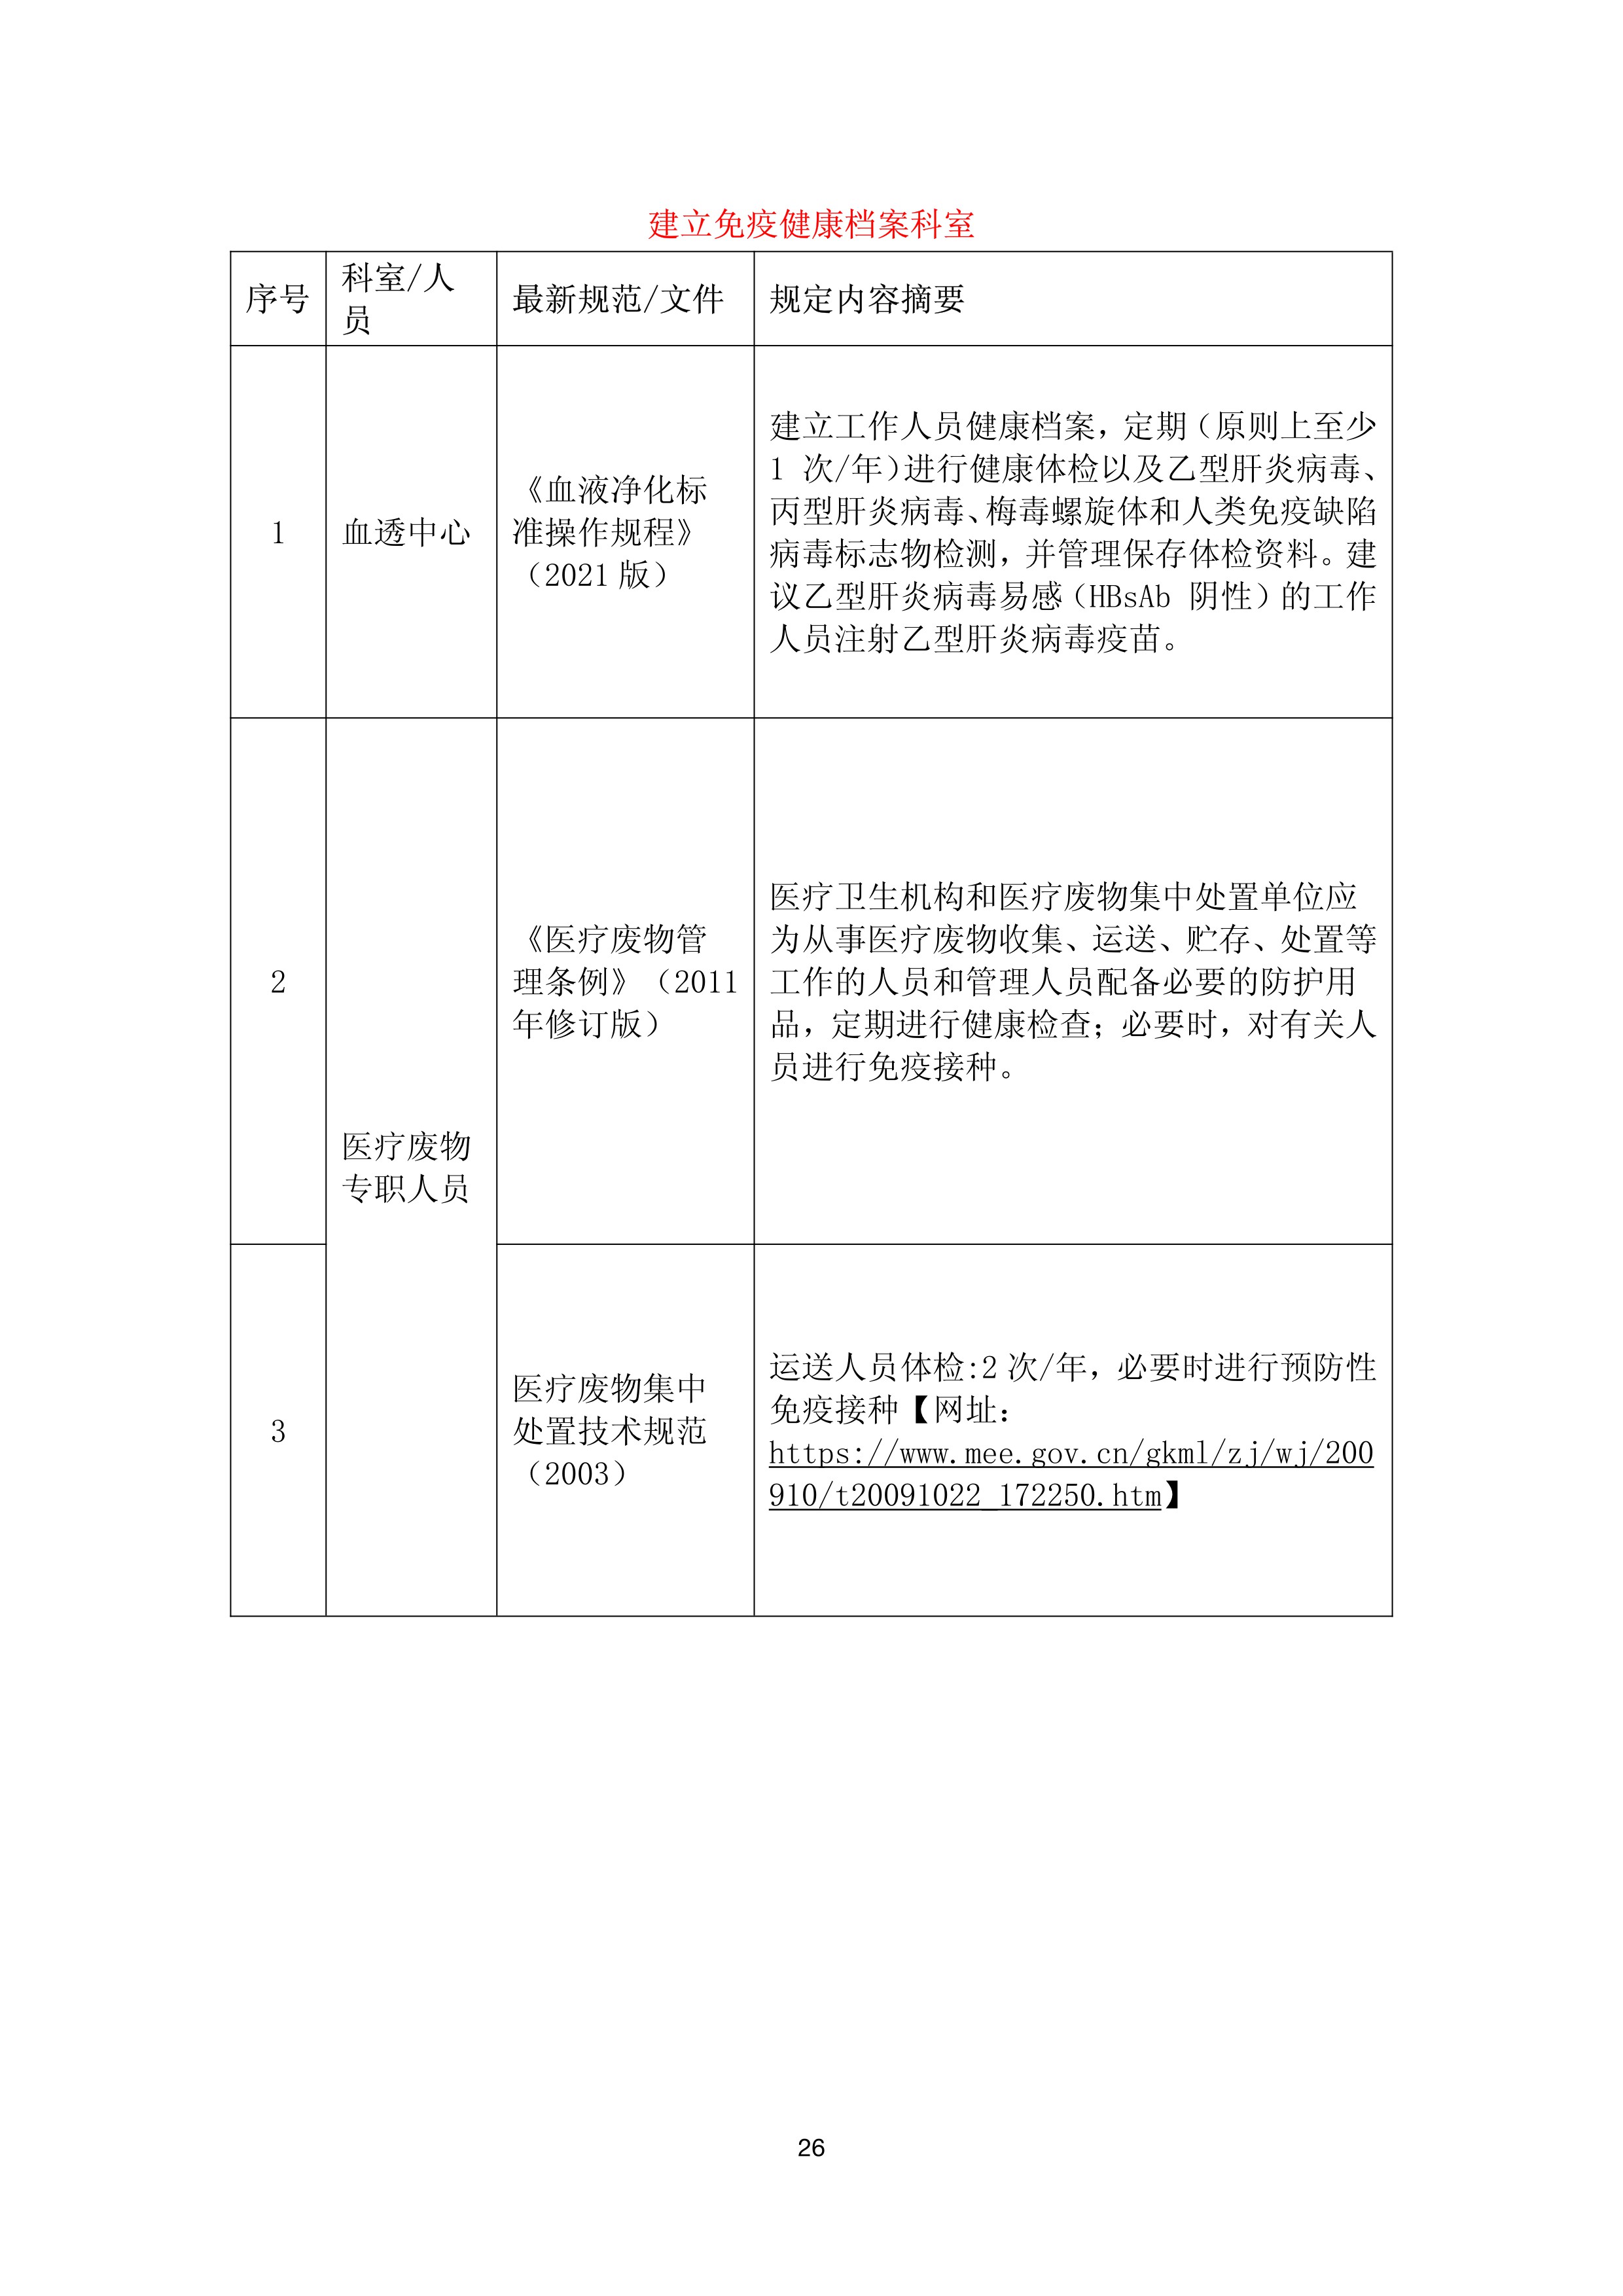 建立免疫健康档案科室
序号
科室/人
员
最新规范/文件
规定内容摘要
1
血透中心
《血液净化标
准操作规程》
（2021 版）
建立工作人员健康档案，定期（原则上至少
1 次/年）进行健康体检以及乙型肝炎病毒、
丙型肝炎病毒、梅毒螺旋体和人类免疫缺陷
病毒标志物检测，并管理保存体检资料。建
议乙型肝炎病毒易感（HBsAb 阴性）的工作
人员注射乙型肝炎病毒疫苗。
2
医疗废物
专职人员
《医疗废物管
理条例》（2011
年修订版）
医疗卫生机构和医疗废物集中处置单位应
为从事医疗废物收集、运送、贮存、处置等
工作的人员和管理人员配备必要的防护用
品，定期进行健康检查；必要时，对有关人
员进行免疫接种。
3
医疗废物集中
处置技术规范
（2003）
运送人员体检:2 次/年，必要时进行预防性
免疫接种【网址：
https://www.mee.gov.cn/gkml/zj/wj/200
910/t20091022_172250.htm】
26